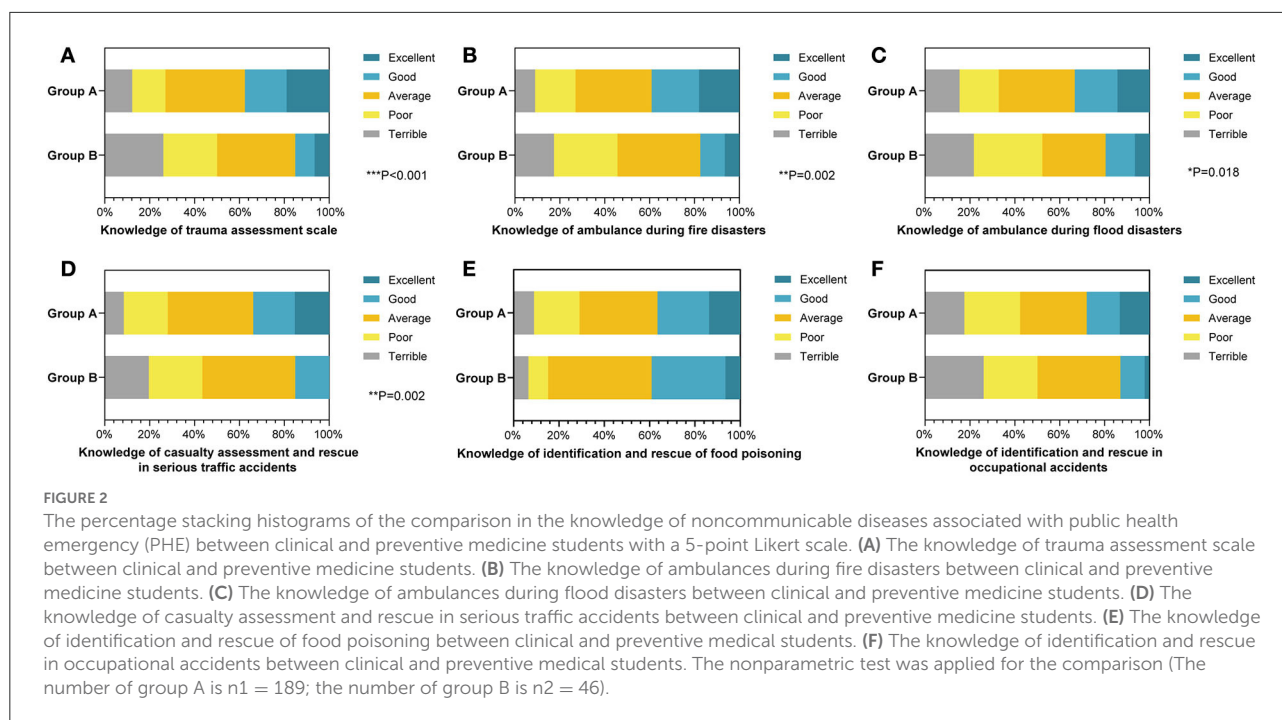 A
Group A
Group B
Excellent
Good
Average
Poor
Terrible
***P<0.001
0% 20% 40% 60% 80% 100%
Knowledge of trauma assessment scale
B
Excellent
Good
Average
Poor
Terrible
**P=0.002
0% 20% 40% 60% 80% 100%
Knowledge of ambulance during fire disasters
C
Excellent
Good
Average
Poor
Terrible
*P=0.018
0% 20% 40% 60% 80% 100%
Knowledge of ambulance during flood disasters
D
Group A
Group B
Excellent
Good
Average
Poor
Terrible
**P=0.002
0% 20% 40% 60% 80% 100%
Knowledge of casualty assessment and rescue
in serious traffic accidents
E
Group A
Group B
Excellent
Good
Average
Poor
Terrible
0% 20% 40% 60% 80% 100%
Knowledge of identification and rescue of food poisoning
F
Group A
Group B
Excellent
Good
Average
Poor
Terrible
0% 20% 40% 60% 80% 100%
Knowledge of identification and rescue in
occupational accidents
FIGURE 2
The percentage stacking histograms of the comparison in the knowledge of noncommunicable diseases associated with public health
emergency (PHE) between clinical and preventive medicine students with a 5-point Likert scale. (A) The knowledge of trauma assessment scale
between clinical and preventive medicine students. (B) The knowledge of ambulances during fire disasters between clinical and preventive
medicine students. (C) The knowledge of ambulances during flood disasters between clinical and preventive medicine students. (D) The
knowledge of casualty assessment and rescue in serious traffic accidents between clinical and preventive medicine students. (E) The knowledge
of identification and rescue of food poisoning between clinical and preventive medical students. (F) The knowledge of identification and rescue
in occupational accidents between clinical and preventive medical students. The nonparametric test was applied for the comparison (The
number of group A is n1 = 189; the number of group B is n2 = 46).